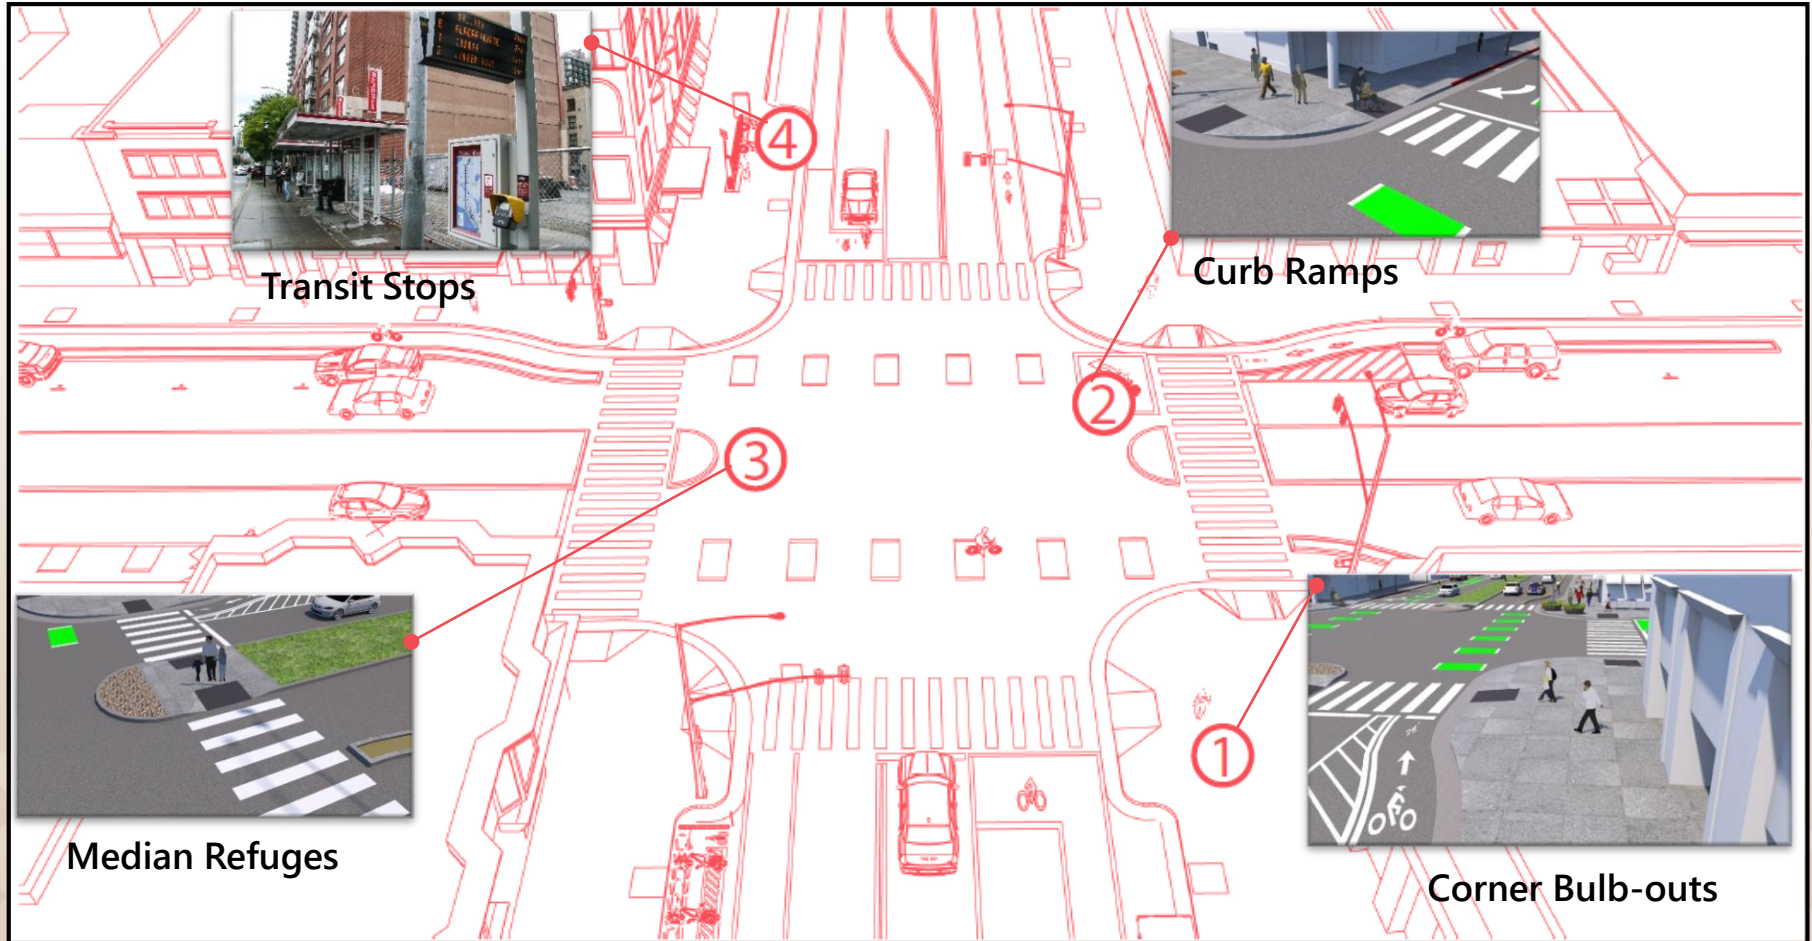 4
Transit Stops
Curb Ramps
2
3
1
Median Refuges
Corner Bulb-outs